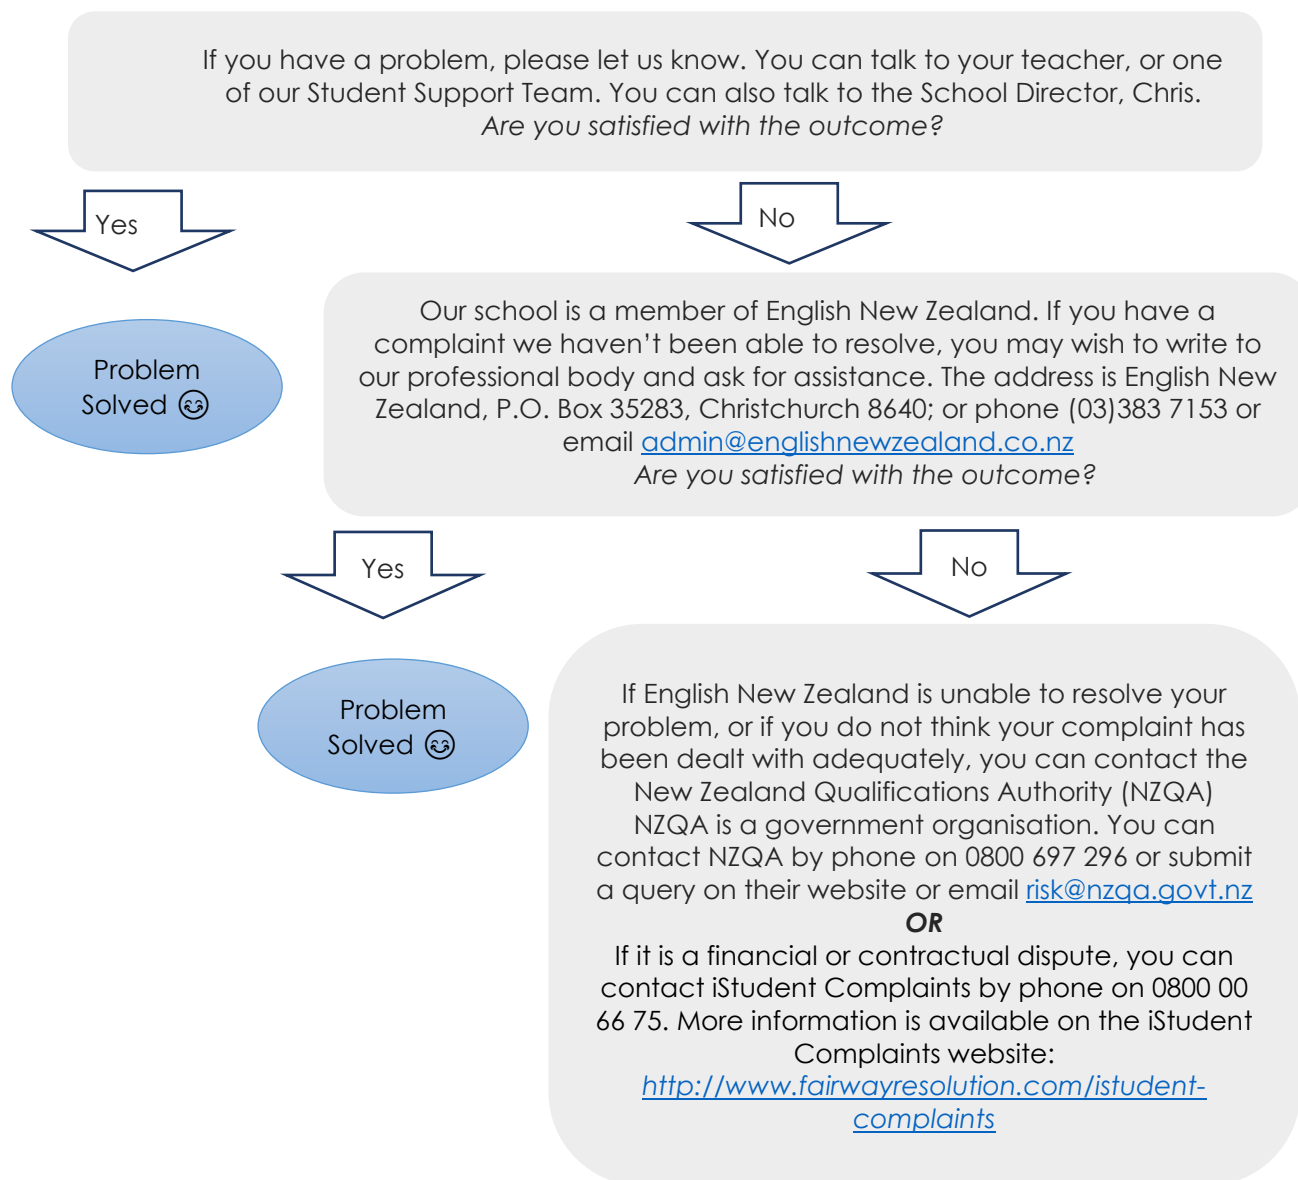 If you have a problem, please let us know. You can talk to your teacher, or one
of our Student Support Team. You can also talk to the School Director, Chris.
Are you satisfied with the outcome?
Yes
No
Problem
Solved 😊
Our school is a member of English New Zealand. If you have a
complaint we haven’t been able to resolve, you may wish to write to
our professional body and ask for assistance. The address is English New
Zealand, P.O. Box 35283, Christchurch 8640; or phone (03)383 7153 or
email admin@englishnewzealand.co.nz
Are you satisfied with the outcome?
Yes
No
Problem
Solved 😊
If English New Zealand is unable to resolve your
problem, or if you do not think your complaint has
been dealt with adequately, you can contact the
New Zealand Qualifications Authority (NZQA)
NZQA is a government organisation. You can
contact NZQA by phone on 0800 697 296 or submit
a query on their website or email risk@nzqa.govt.nz
OR
If it is a financial or contractual dispute, you can
contact iStudent Complaints by phone on 0800 00
66 75. More information is available on the iStudent
Complaints website:
http://www.fairwayresolution.com/istudent-
complaints